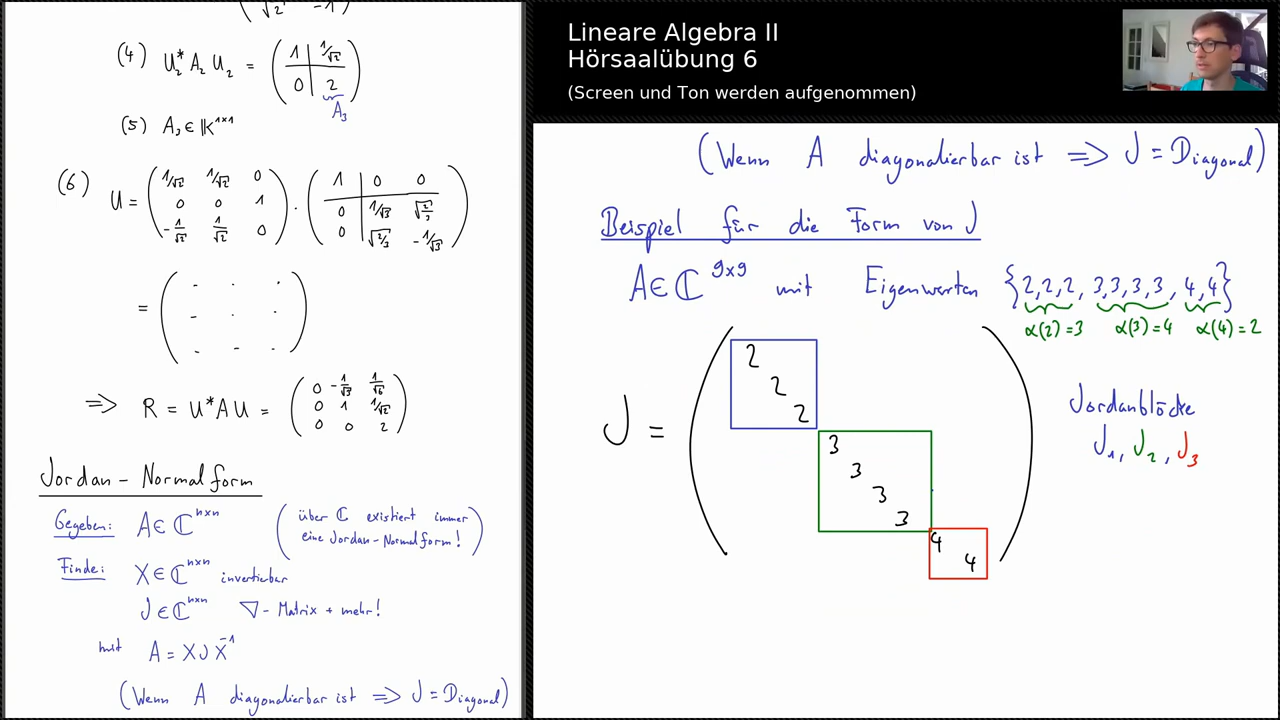 (√2 -1)
(4) U₂* A₂ U₂ = ( 1 | 1/√2
0 | 2 )
A₃
(5) A₃ ∈ 𝕂^{1×1}
(6) U = ( 1/√2 1/√2 0
0 0 1
-1/√2 1/√2 0 ) · ( 1 | 0 0
0 | 1/√3 √(2/3)
0 | √(2/3) -1/√3 )
= ( . . .
. . .
. . . )
⇒ R = U*AU = ( 0 -1/√3 1/√6
0 1 1/√2
0 0 2 )
Jordan-Normalform
Gegeben: A ∈ ℂ^{n×n} (über ℂ existiert immer
eine Jordan-Normalform!)
Finde: X ∈ ℂ^{n×n} invertierbar
J ∈ ℂ^{n×n} ▽-Matrix + mehr!
mit A = XJX^{-1}
(Wenn A diagonalierbar ist ⇒ J = Diagonal)
Lineare Algebra II
Hörsaalübung 6
(Screen und Ton werden aufgenommen)
(Wenn A diagonalierbar ist ⇒ J = Diagonal)
Beispiel für die Form von J
A ∈ ℂ^{9×9} mit Eigenwerten {2,2,2, 3,3,3,3, 4,4}
α(2)=3 α(3)=4 α(4)=2
J = ( 2
2
2
3
3
3
3
4
4 )
Jordanblöcke
J₁, J₂, J₃